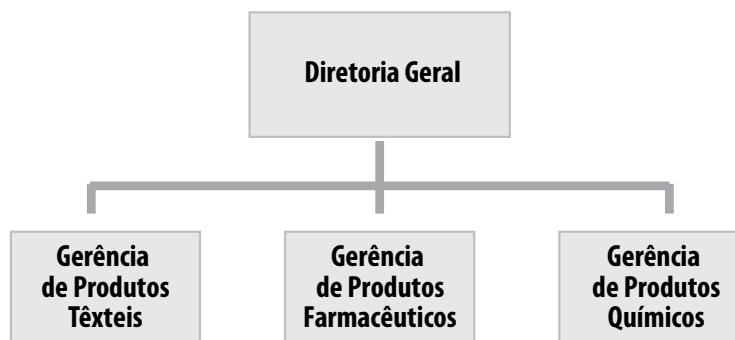 Diretoria Geral
Gerência
de Produtos
Têxteis
Gerência
de Produtos
Farmacêuticos
Gerência
de Produtos
Químicos